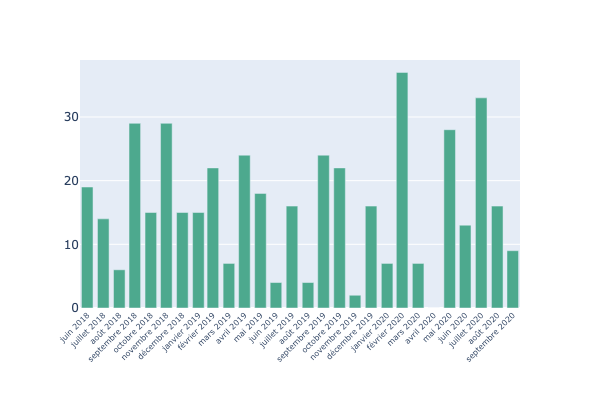 30
20
10
0
juin 2018
juillet 2018
août 2018
septembre 2018
octobre 2018
novembre 2018
décembre 2018
janvier 2019
février 2019
mars 2019
avril 2019
mai 2019
juin 2019
juillet 2019
août 2019
septembre 2019
octobre 2019
novembre 2019
décembre 2019
janvier 2020
février 2020
mars 2020
avril 2020
mai 2020
juin 2020
juillet 2020
août 2020
septembre 2020